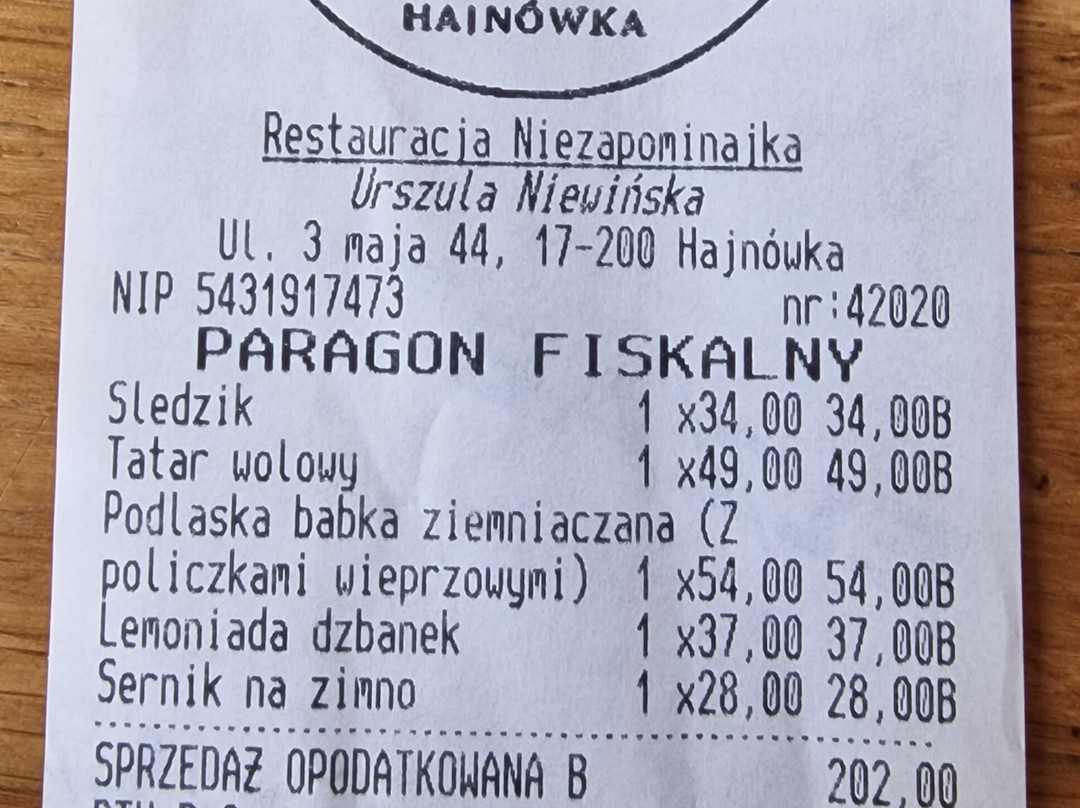 HAJNÓWKA
Restauracja Niezapominajka
Urszula Niewińska
Ul. 3 maja 44, 17-200 Hajnówka
NIP 5431917473 nr:42020
PARAGON FISKALNY
Sledzik 1 x34,00 34,00B
Tatar wolowy 1 x49,00 49,00B
Podlaska babka ziemniaczana (Z
policzkami wieprzowymi) 1 x54,00 54,00B
Lemoniada dzbanek 1 x37,00 37,00B
Sernik na zimno 1 x28,00 28,00B
SPRZEDAŻ OPODATKOWANA B 202,00